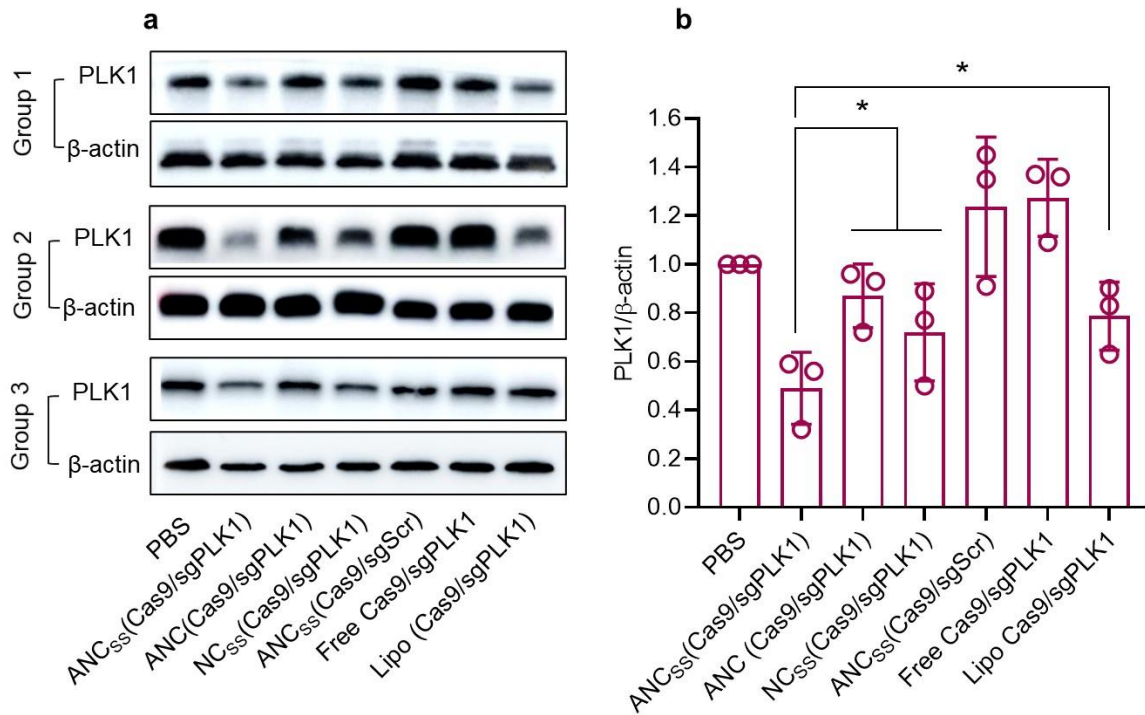 a
Group 1
PLK1
β-actin
Group 2
PLK1
β-actin
Group 3
PLK1
β-actin
PBS
ANCSS(Cas9/sgPLK1)
ANC(Cas9/sgPLK1)
NCSS(Cas9/sgPLK1)
ANCSS(Cas9/sgScr)
Free Cas9/sgPLK1
Lipo (Cas9/sgPLK1)
b
*
*
PLK1/β-actin
1.6
1.4
1.2
1.0
0.8
0.6
0.4
0.2
0.0
PBS
ANCSS(Cas9/sgPLK1)
ANC (Cas9/sgPLK1)
NCSS(Cas9/sgPLK1)
ANCSS(Cas9/sgScr)
Free Cas9/sgPLK1
Lipo Cas9/sgPLK1